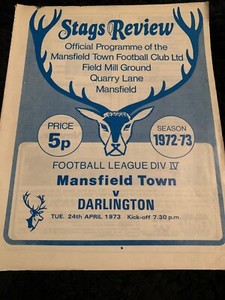 Stags Review
Official Programme of the
Mansfield Town Football Club Ltd
Field Mill Ground
Quarry Lane
Mansfield
PRICE
5p
SEASON
1972-73
FOOTBALL LEAGUE DIV IV
Mansfield Town
v
DARLINGTON
TUE. 24th APRIL 1973 Kick-off 7.30 p.m.